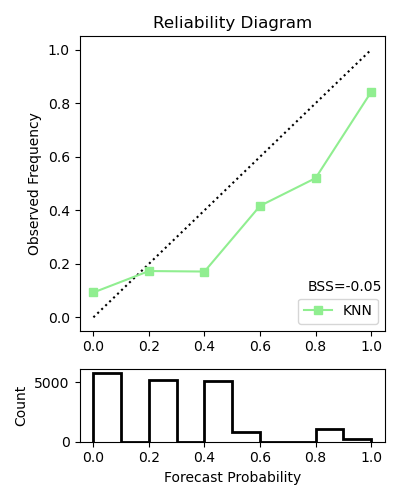 Reliability Diagram
1.0
0.8
0.6
0.4
0.2
0.0
Observed Frequency
BSS=-0.05
KNN
0.0 0.2 0.4 0.6 0.8 1.0
5000
0
Count
0.0 0.2 0.4 0.6 0.8 1.0
Forecast Probability